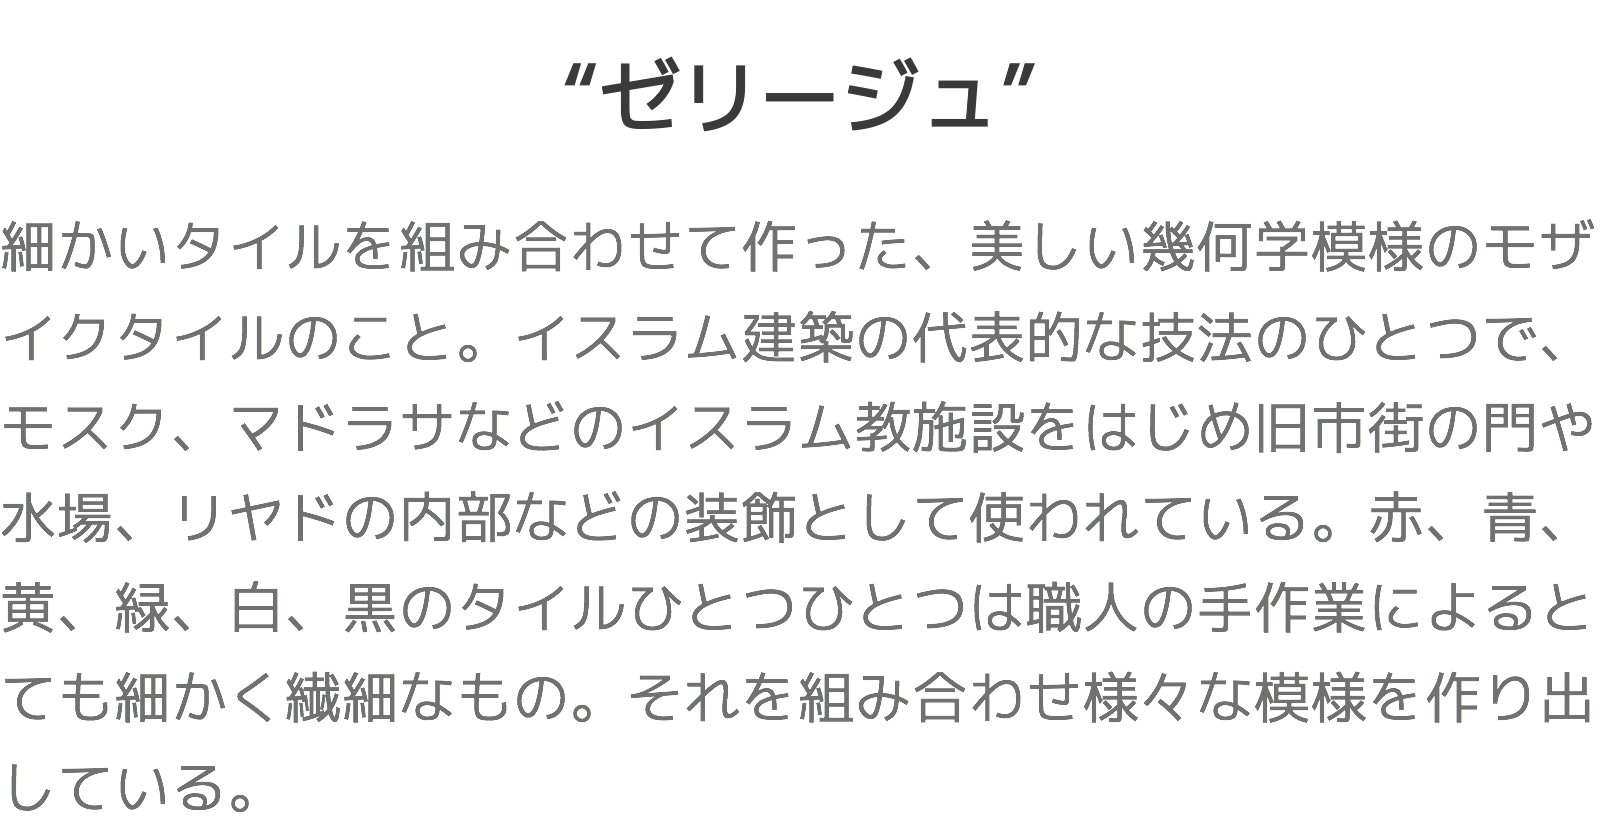 “ゼリージュ”
細かいタイルを組み合わせて作った、美しい幾何学模様のモザ
イクタイルのこと。イスラム建築の代表的な技法のひとつで、
モスク、マドラサなどのイスラム教施設をはじめ旧市街の門や
水場、リヤドの内部などの装飾として使われている。赤、青、
黄、緑、白、黒のタイルひとつひとつは職人の手作業によると
ても細かく繊細なもの。それを組み合わせ様々な模様を作り出
している。